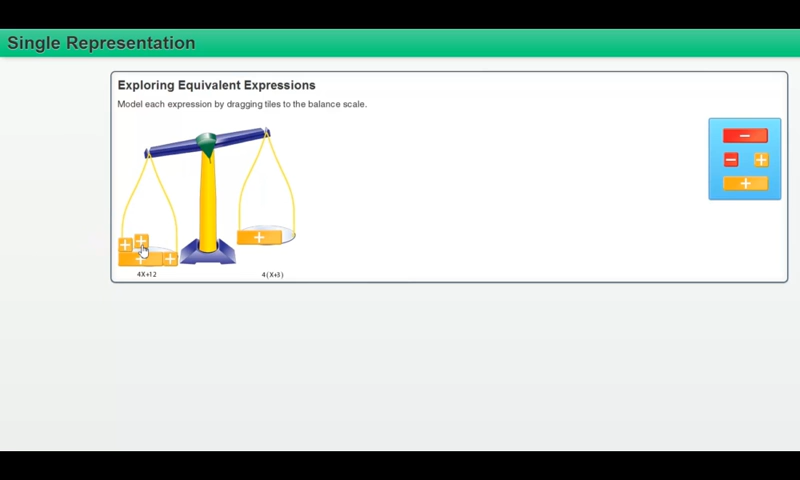 Single Representation
Exploring Equivalent Expressions
Model each expression by dragging tiles to the balance scale.
4X+12
4(X+3)